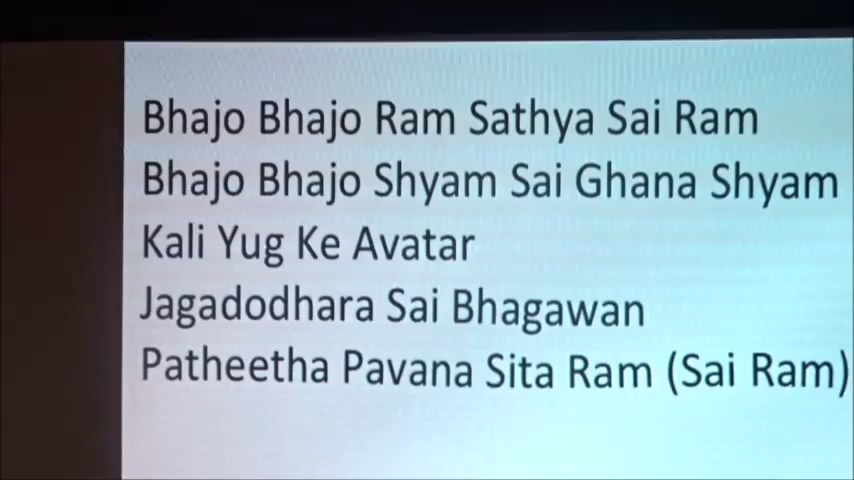 Bhajo Bhajo Ram Sathya Sai Ram
Bhajo Bhajo Shyam Sai Ghana Shyam
Kali Yug Ke Avatar
Jagadodhara Sai Bhagawan
Patheetha Pavana Sita Ram (Sai Ram)